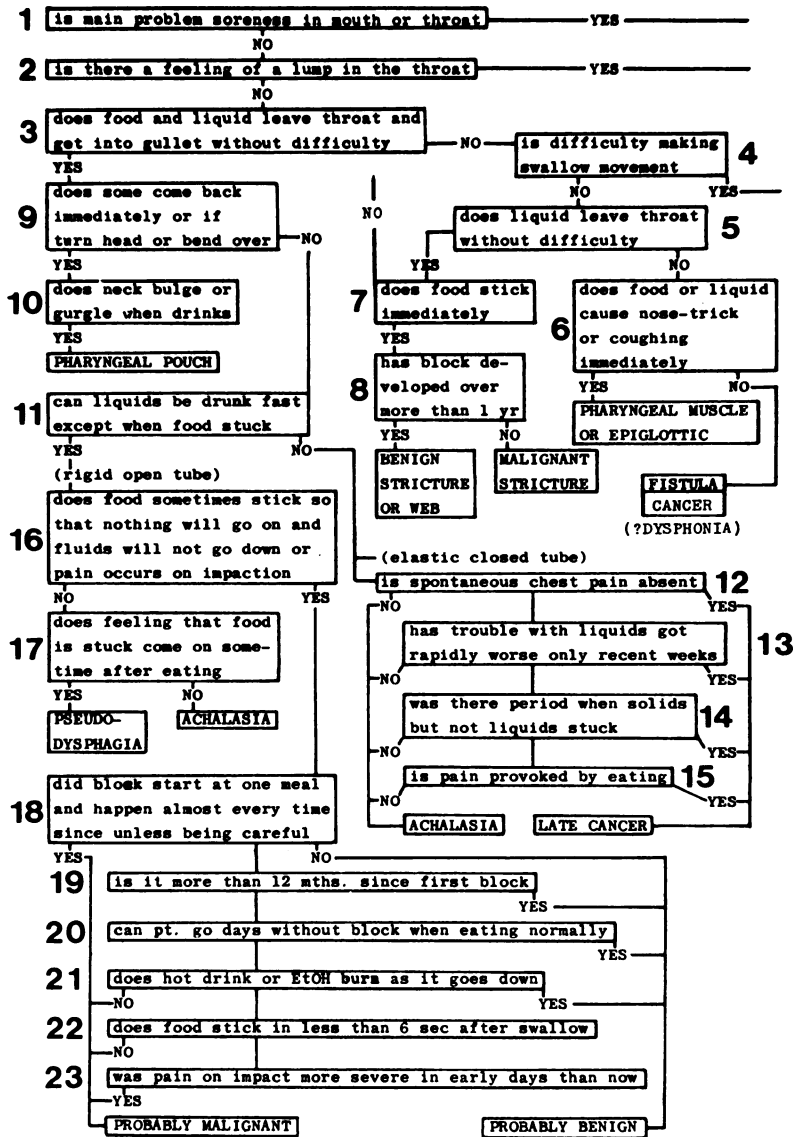 1 is main problem soreness in mouth or throat YES
NO
2 is there a feeling of a lump in the throat YES
NO
3 does food and liquid leave throat and
get into gullet without difficulty NO
YES
is difficulty making 4
swallow movement
NO YES
9 does some come back
immediately or if
turn head or bend over NO
YES
NO
does liquid leave throat 5
without difficulty
YES NO
10 does neck bulge or
gurgle when drinks
YES
PHARYNGEAL POUCH
7 does food stick
immediately
YES
6 does food or liquid
cause nose-trick
or coughing
immediately
YES NO
8 has block de-
veloped over
more than 1 yr
YES NO
PHARYNGEAL MUSCLE
OR EPIGLOTTIC
BENIGN
STRICTURE
OR WEB
MALIGNANT
STRICTURE
FISTULA
CANCER
(?DYSPHONIA)
11 can liquids be drunk fast
except when food stuck
YES NO
(rigid open tube)
16 does food sometimes stick so
that nothing will go on and
fluids will not go down or
pain occurs on impaction
NO YES
(elastic closed tube)
is spontaneous chest pain absent 12
NO YES
17 does feeling that food
is stuck come on some-
time after eating
YES NO
PSEUDO-
DYSPHAGIA
ACHALASIA
has trouble with liquids got 13
rapidly worse only recent weeks
NO YES
was there period when solids 14
but not liquids stuck
NO YES
is pain provoked by eating 15
NO YES
ACHALASIA LATE CANCER
18 did block start at one meal
and happen almost every time
since unless being careful
YES NO
19 is it more than 12 mths. since first block
YES
20 can pt. go days without block when eating normally
YES
21 does hot drink or EtOH burn as it goes down
NO YES
22 does food stick in less than 6 sec after swallow
NO
23 was pain on impact more severe in early days than now
YES
PROBABLY MALIGNANT PROBABLY BENIGN